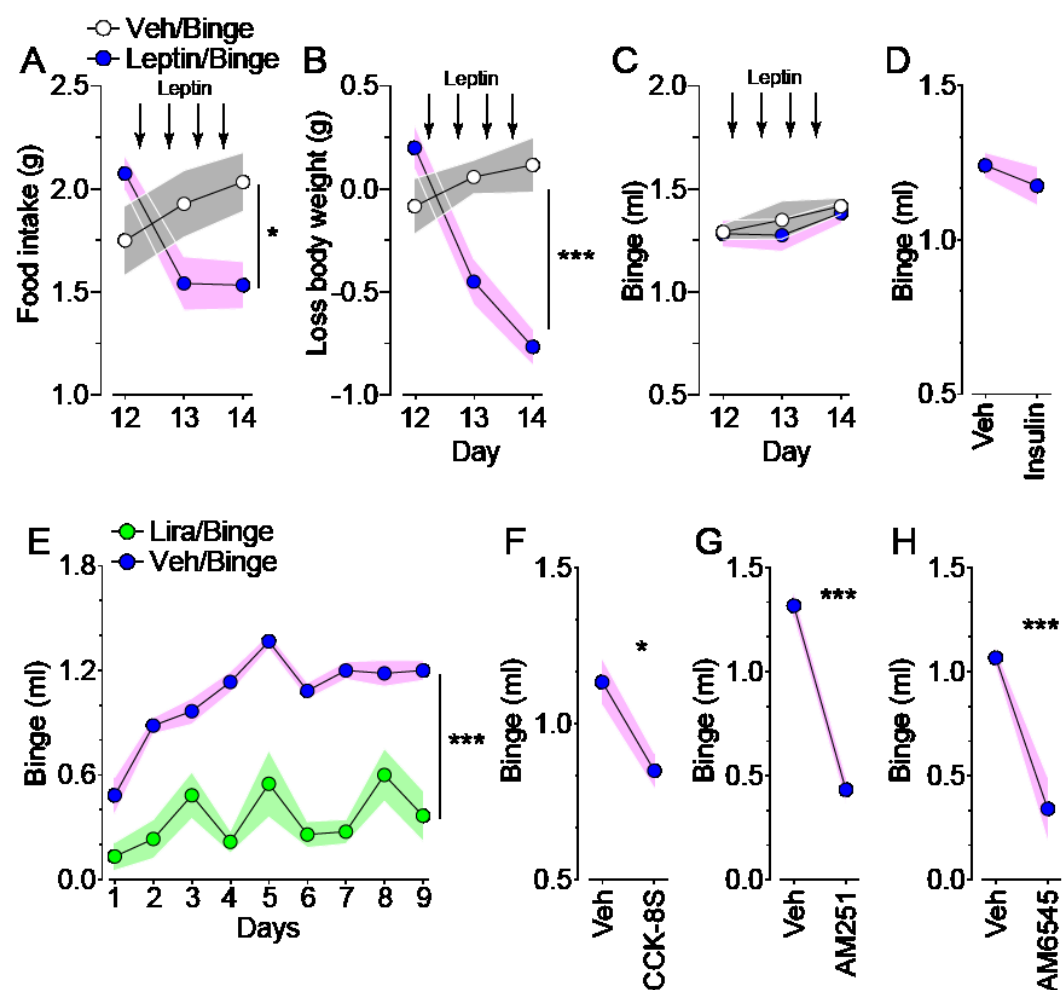 Veh/Binge
Leptin/Binge
A
Leptin
Food intake (g)
2.5
2.0
1.5
1.0
12 13 14
*
B
Leptin
Loss body weight (g)
0.5
0.0
−0.5
−1.0
12 13 14
Day
***
C
Leptin
Binge (ml)
2.0
1.5
1.0
0.5
12 13 14
Day
D
Binge (ml)
1.5
1.0
0.5
Veh
Insulin
E
Lira/Binge
Veh/Binge
Binge (ml)
1.8
1.2
0.6
0.0
1 2 3 4 5 6 7 8 9
Days
***
F
Binge (ml)
1.5
1.0
0.5
*
Veh
CCK-8S
G
Binge (ml)
1.5
1.0
0.5
0.0
***
Veh
AM251
H
Binge (ml)
1.5
1.0
0.5
0.0
***
Veh
AM6545